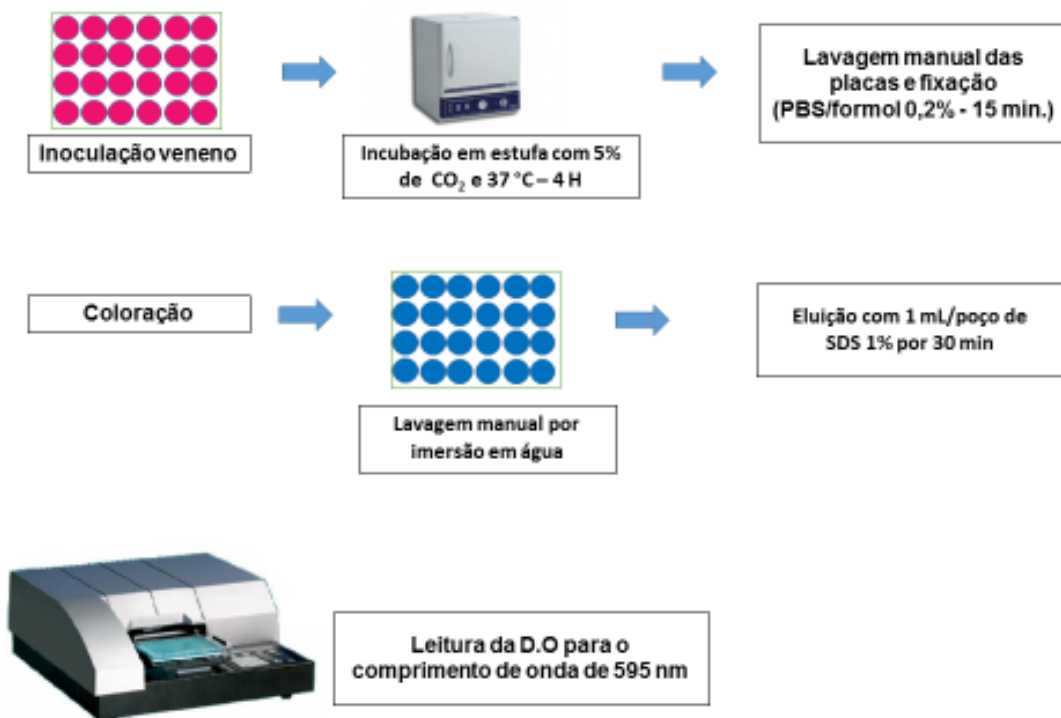 Inoculação veneno
Incubação em estufa com 5%
de CO₂ e 37 °C – 4 H
Lavagem manual das
placas e fixação
(PBS/formol 0,2% - 15 min.)
Coloração
Lavagem manual por
imersão em água
Eluição com 1 mL/poço de
SDS 1% por 30 min
Leitura da D.O para o
comprimento de onda de 595 nm